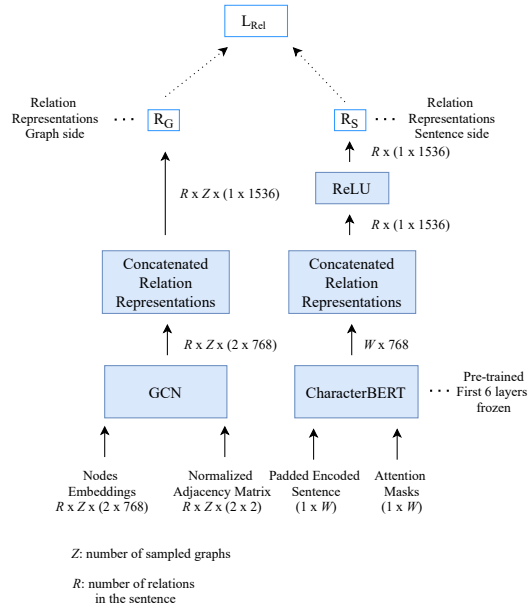 L_Rel
Relation
Representations
Graph side
· · ·
R_G
R_S
· · ·
Relation
Representations
Sentence side
R x (1 x 1536)
ReLU
R x Z x (1 x 1536)
R x (1 x 1536)
Concatenated
Relation
Representations
Concatenated
Relation
Representations
R x Z x (2 x 768)
W x 768
GCN
CharacterBERT
· · ·
Pre-trained
First 6 layers
frozen
Nodes
Embeddings
R x Z x (2 x 768)
Normalized
Adjacency Matrix
R x Z x (2 x 2)
Padded Encoded
Sentence
(1 x W)
Attention
Masks
(1 x W)
Z: number of sampled graphs
R: number of relations
in the sentence